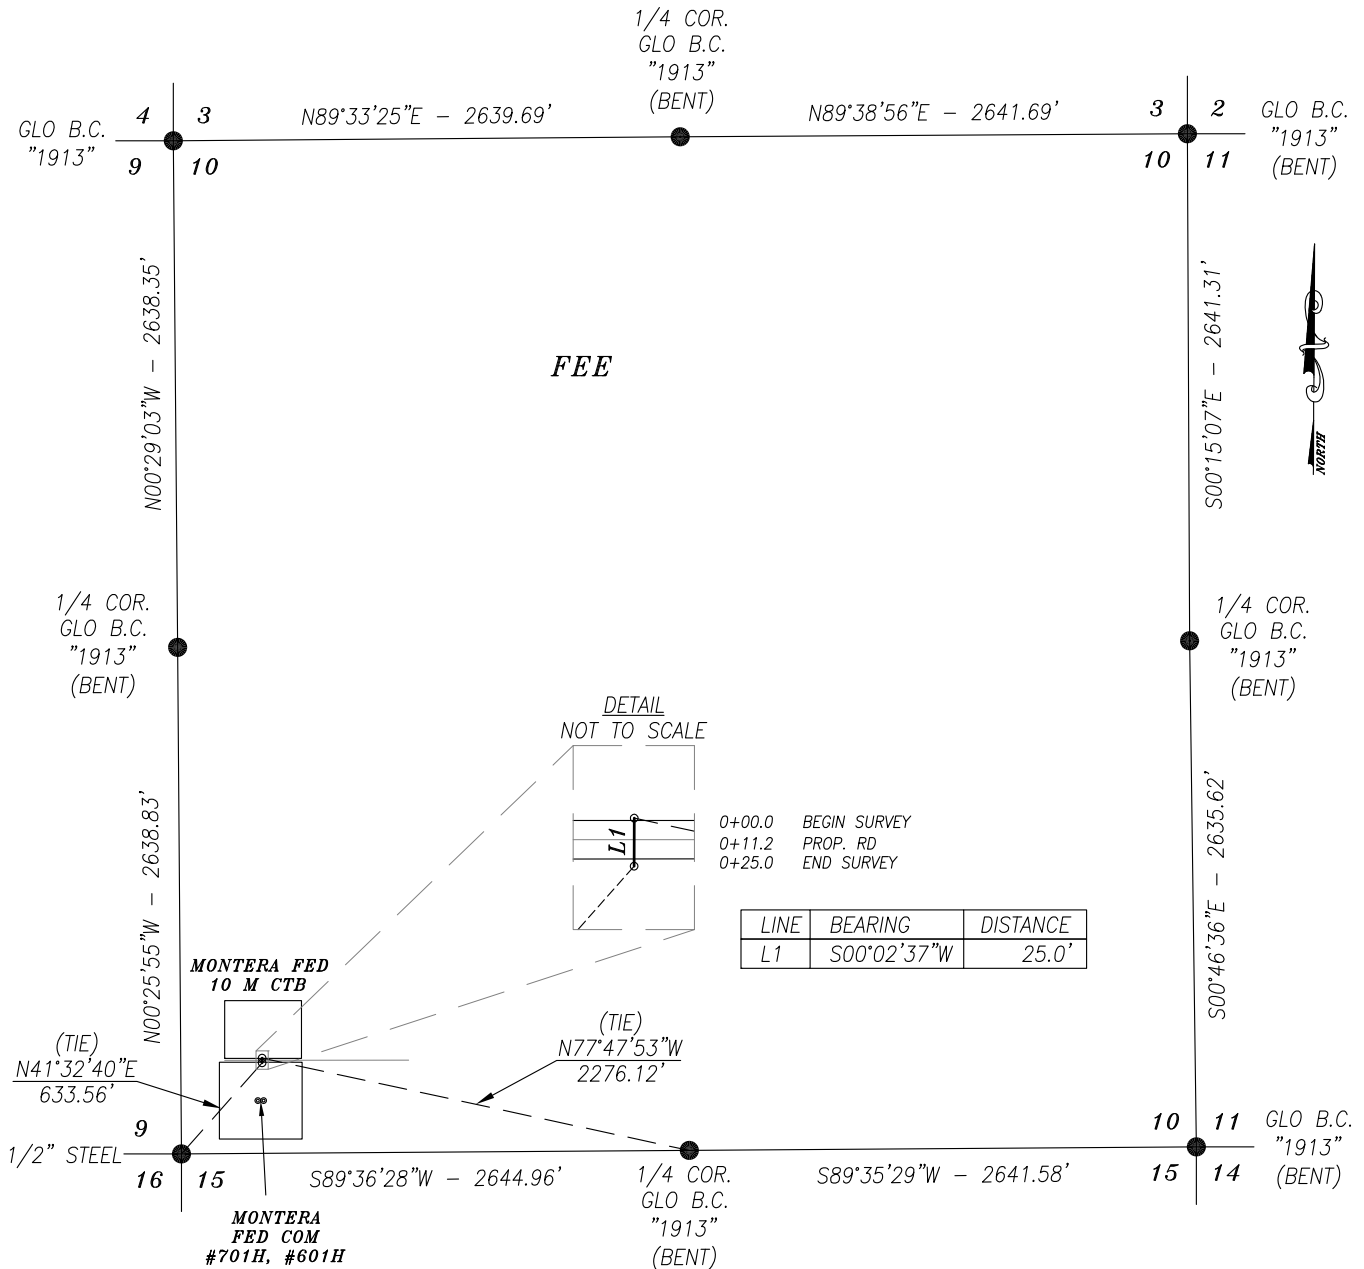 1/4 COR.
GLO B.C.
"1913"
(BENT)
4 3
N89°33'25"E - 2639.69'
N89°38'56"E - 2641.69'
3 2
GLO B.C.
"1913"
(BENT)
GLO B.C.
"1913"
9 10
10 11
N00°29'03"W - 2638.35'
S00°15'07"E - 2641.31'
FEE
NORTH
1/4 COR.
GLO B.C.
"1913"
(BENT)
1/4 COR.
GLO B.C.
"1913"
(BENT)
DETAIL
NOT TO SCALE
L1
0+00.0 BEGIN SURVEY
0+11.2 PROP. RD
0+25.0 END SURVEY
LINE BEARING DISTANCE
L1 S00°02'37"W 25.0'
N00°25'55"W - 2638.83'
S00°46'36"E - 2635.62'
MONTERA FED
10 M CTB
(TIE)
N41°32'40"E
633.56'
(TIE)
N77°47'53"W
2276.12'
9
1/2" STEEL
16 15
S89°36'28"W - 2644.96'
1/4 COR.
GLO B.C.
"1913"
(BENT)
S89°35'29"W - 2641.58'
10 11
15 14
GLO B.C.
"1913"
(BENT)
MONTERA
FED COM
#701H, #601H